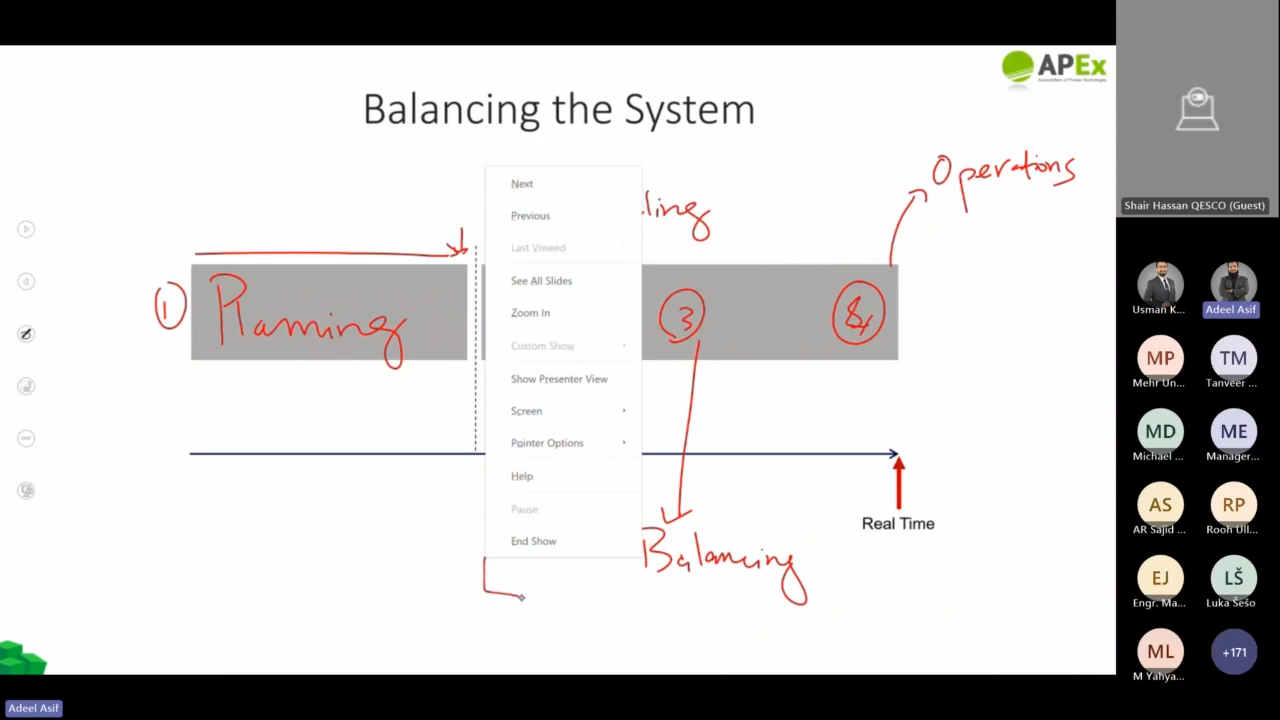 APEx
Balancing the System
Operations
ling
Next
Previous
Last Viewed
See All Slides
Zoom In
Custom Show
Show Presenter View
Screen
Pointer Options
Help
Pause
End Show
1
Planning
3
4
Balancing
Real Time
Shair Hassan QESCO (Guest)
Usman K...
Adeel Asif
MP
TM
Mehr Un...
Tanveer ...
MD
ME
Michael ...
Manager...
AS
RP
AR Sajid ...
Rooh Ull...
EJ
LŠ
Engr. Ma...
Luka Šešo
ML
+171
M Yahya...
Adeel Asif